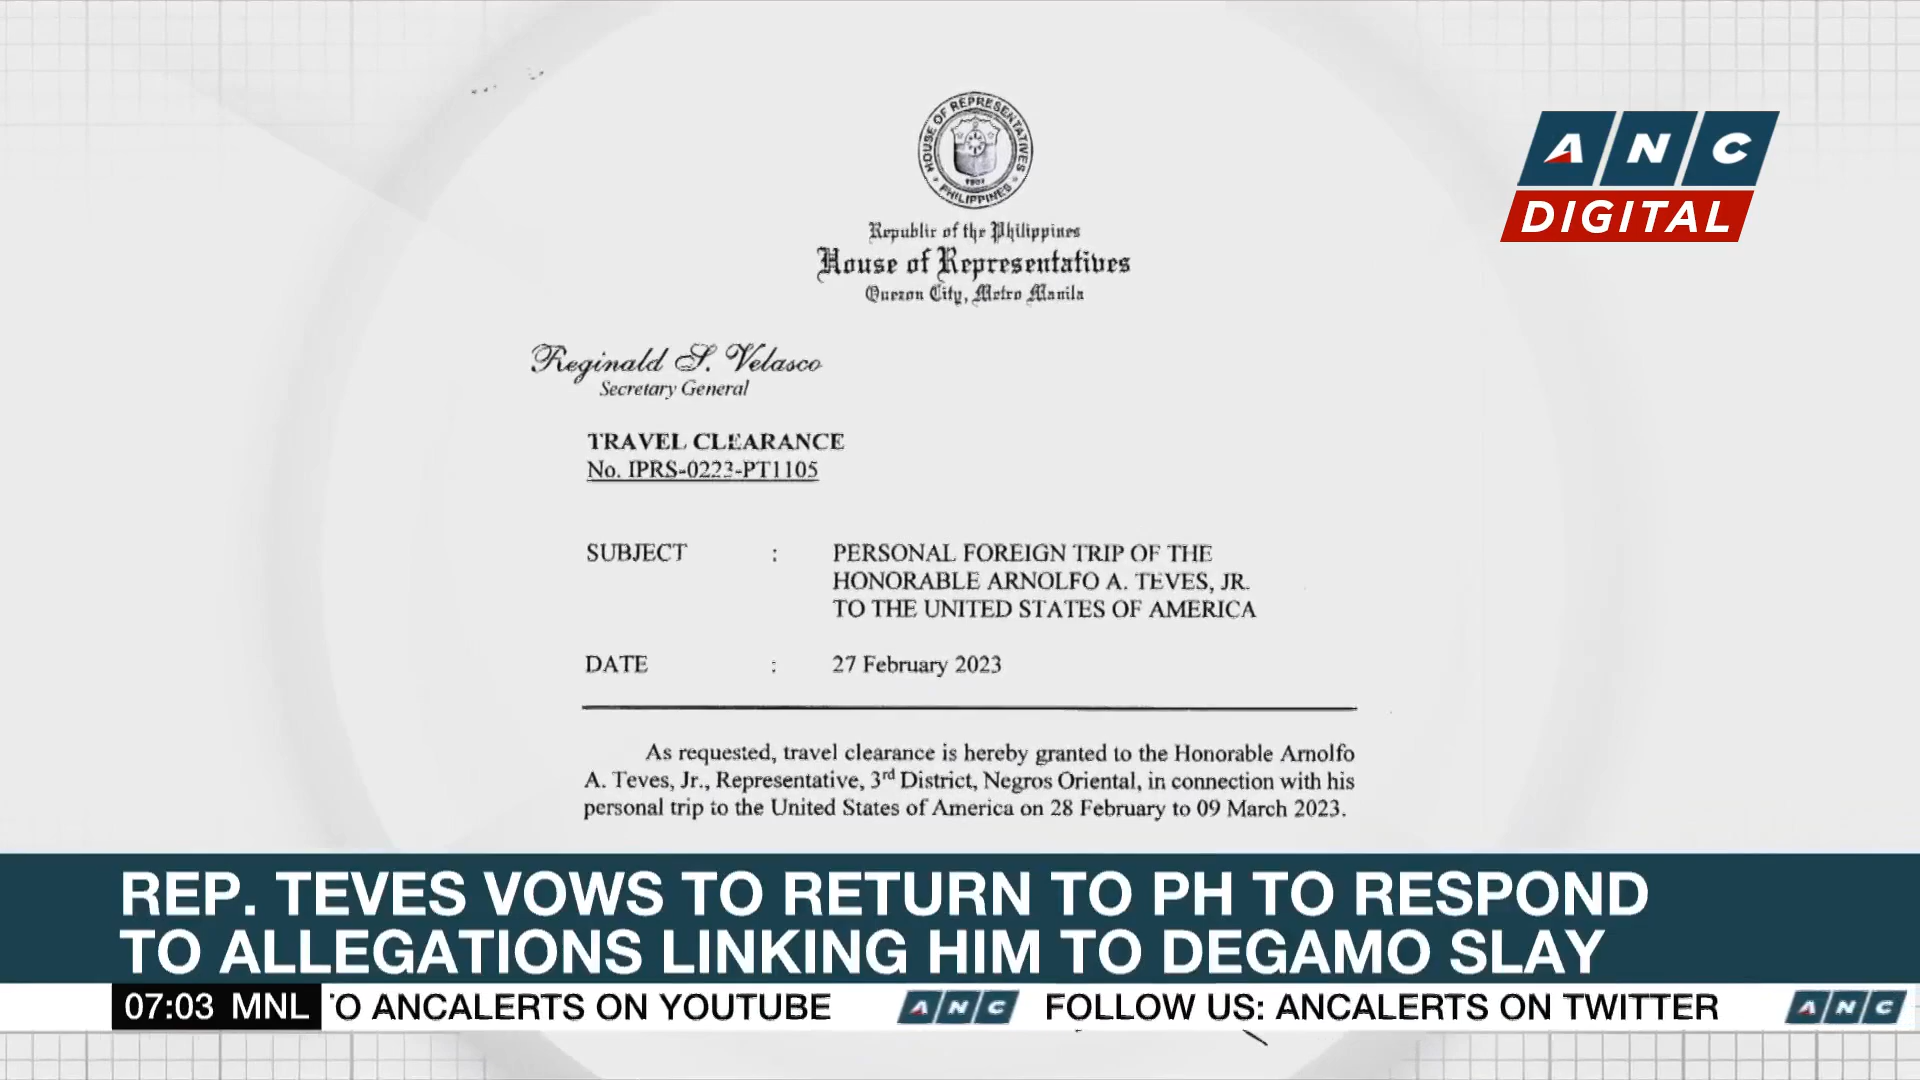 HOUSE OF REPRESENTATIVES
1907
PHILIPPINES
Republic of the Philippines
House of Representatives
Quezon City, Metro Manila
ANC
DIGITAL
Reginald S. Velasco
Secretary General
TRAVEL CLEARANCE
No. IPRS-0223-PT1105
SUBJECT : PERSONAL FOREIGN TRIP OF THE
HONORABLE ARNOLFO A. TEVES, JR.
TO THE UNITED STATES OF AMERICA
DATE : 27 February 2023
As requested, travel clearance is hereby granted to the Honorable Arnolfo
A. Teves, Jr., Representative, 3rd District, Negros Oriental, in connection with his
personal trip to the United States of America on 28 February to 09 March 2023.
REP. TEVES VOWS TO RETURN TO PH TO RESPOND
TO ALLEGATIONS LINKING HIM TO DEGAMO SLAY
07:03 MNL O ANCALERTS ON YOUTUBE ANC FOLLOW US: ANCALERTS ON TWITTER ANC